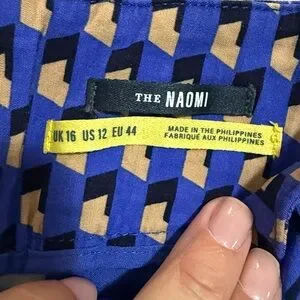 THE NAOMI
UK 16 US 12 EU 44
MADE IN THE PHILIPPINES
FABRIQUÉ AUX PHILIPPINES